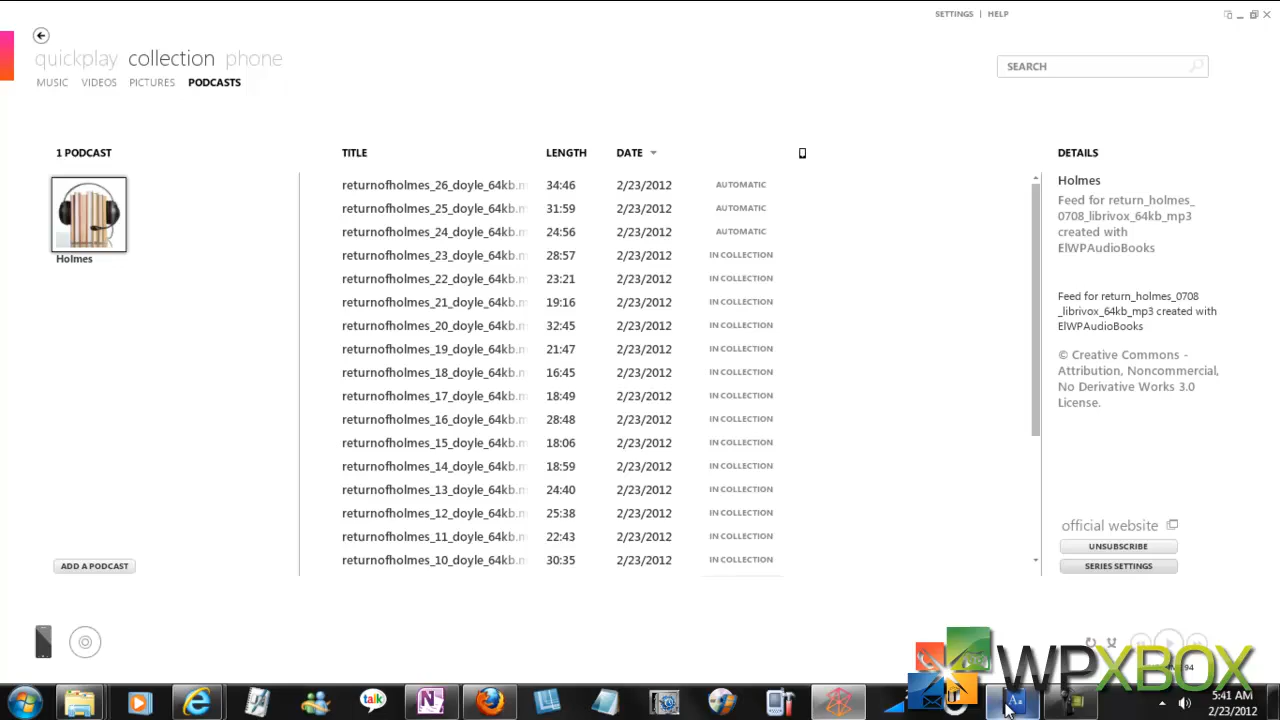 SETTINGS | HELP
quickplay collection phone
SEARCH
MUSIC VIDEOS PICTURES PODCASTS
1 PODCAST
TITLE LENGTH DATE
DETAILS
Holmes
returnofholmes_26_doyle_64kb.m 34:46 2/23/2012 AUTOMATIC
returnofholmes_25_doyle_64kb.m 31:59 2/23/2012 AUTOMATIC
returnofholmes_24_doyle_64kb.m 24:56 2/23/2012 AUTOMATIC
returnofholmes_23_doyle_64kb.m 28:57 2/23/2012 IN COLLECTION
returnofholmes_22_doyle_64kb.m 23:21 2/23/2012 IN COLLECTION
returnofholmes_21_doyle_64kb.m 19:16 2/23/2012 IN COLLECTION
returnofholmes_20_doyle_64kb.m 32:45 2/23/2012 IN COLLECTION
returnofholmes_19_doyle_64kb.m 21:47 2/23/2012 IN COLLECTION
returnofholmes_18_doyle_64kb.m 16:45 2/23/2012 IN COLLECTION
returnofholmes_17_doyle_64kb.m 18:49 2/23/2012 IN COLLECTION
returnofholmes_16_doyle_64kb.m 28:48 2/23/2012 IN COLLECTION
returnofholmes_15_doyle_64kb.m 18:06 2/23/2012 IN COLLECTION
returnofholmes_14_doyle_64kb.m 18:59 2/23/2012 IN COLLECTION
returnofholmes_13_doyle_64kb.m 24:40 2/23/2012 IN COLLECTION
returnofholmes_12_doyle_64kb.m 25:38 2/23/2012 IN COLLECTION
returnofholmes_11_doyle_64kb.m 22:43 2/23/2012 IN COLLECTION
returnofholmes_10_doyle_64kb.m 30:35 2/23/2012 IN COLLECTION
Holmes
Feed for return_holmes_
0708_librivox_64kb_mp3
created with
ElWPAudioBooks
Feed for return_holmes_0708
_librivox_64kb_mp3 created with
ElWPAudioBooks
© Creative Commons -
Attribution, Noncommercial,
No Derivative Works 3.0
License.
official website
UNSUBSCRIBE
SERIES SETTINGS
ADD A PODCAST
94
WPXBOX
talk
5:41 AM
2/23/2012